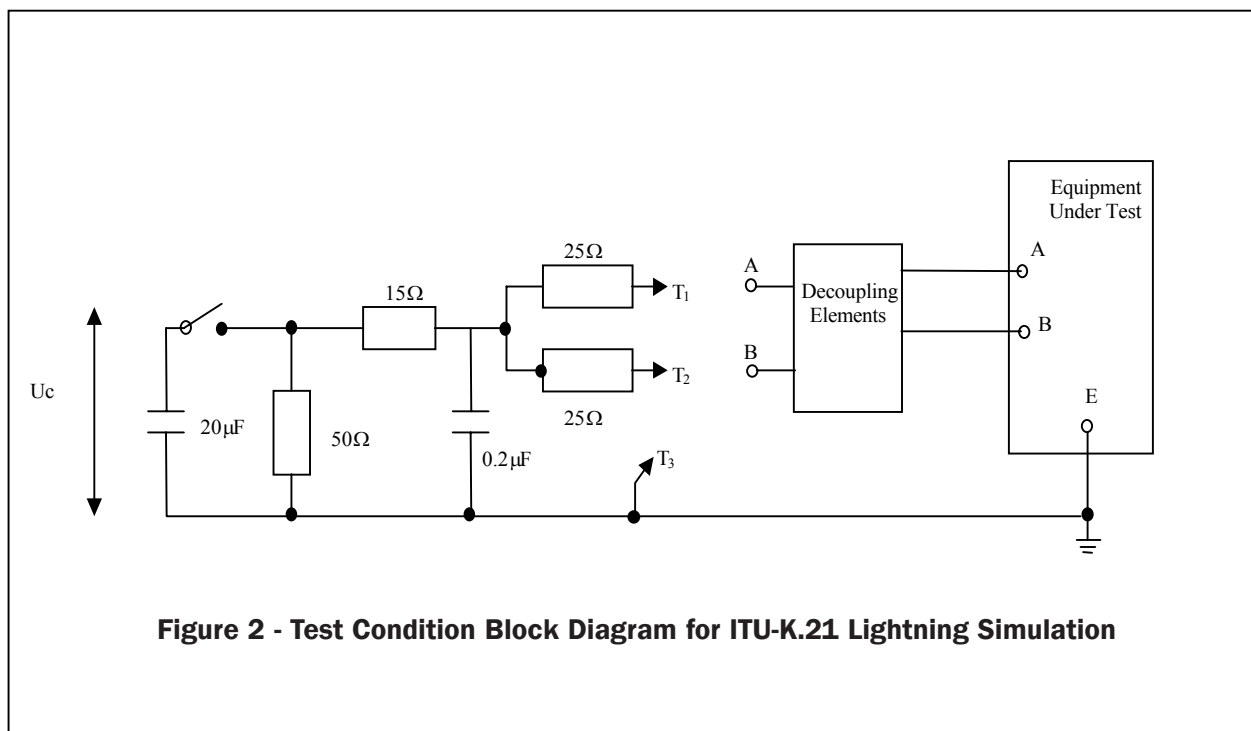 Equipment
Under Test
25Ω
A
A
T₁
15Ω
Decoupling
Elements
B
B
T₂
Uc
E
25Ω
20µF
50Ω
0.2µF
T₃
Figure 2 - Test Condition Block Diagram for ITU-K.21 Lightning Simulation